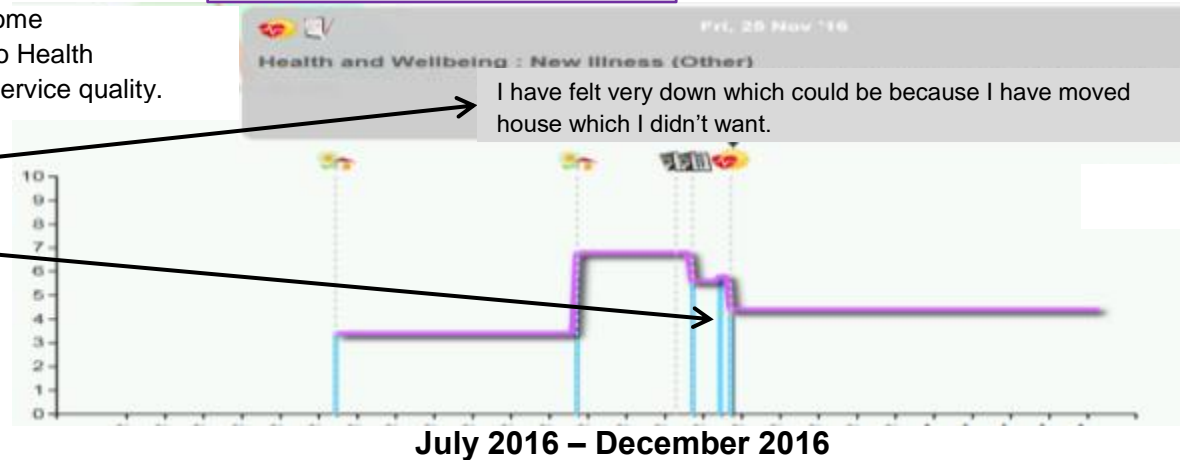 ome
o Health
ervice quality.
Fri, 25 Nov '16
Health and Wellbeing : New Illness (Other)
I have felt very down which could be because I have moved
house which I didn't want.
10
9
8
7
6
5
4
3
2
1
0
July 2016 – December 2016